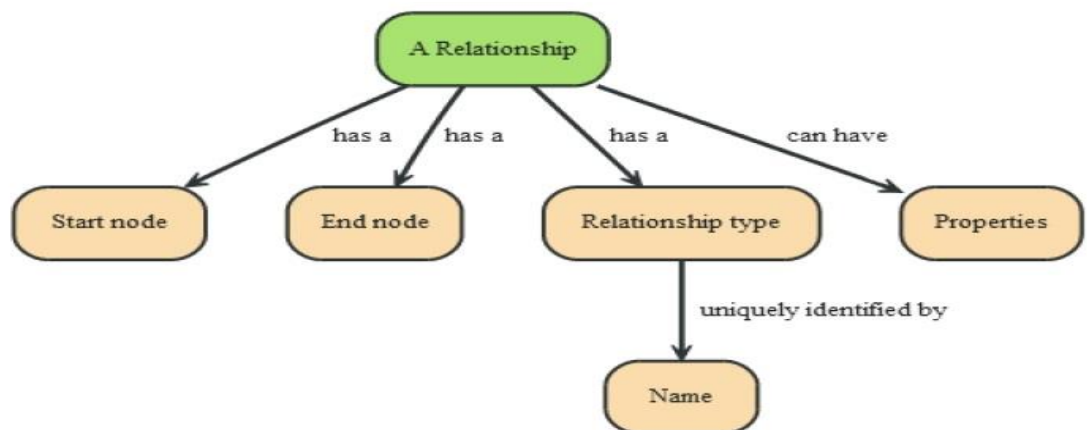 A Relationship
has a
has a
has a
can have
Start node
End node
Relationship type
Properties
uniquely identified by
Name